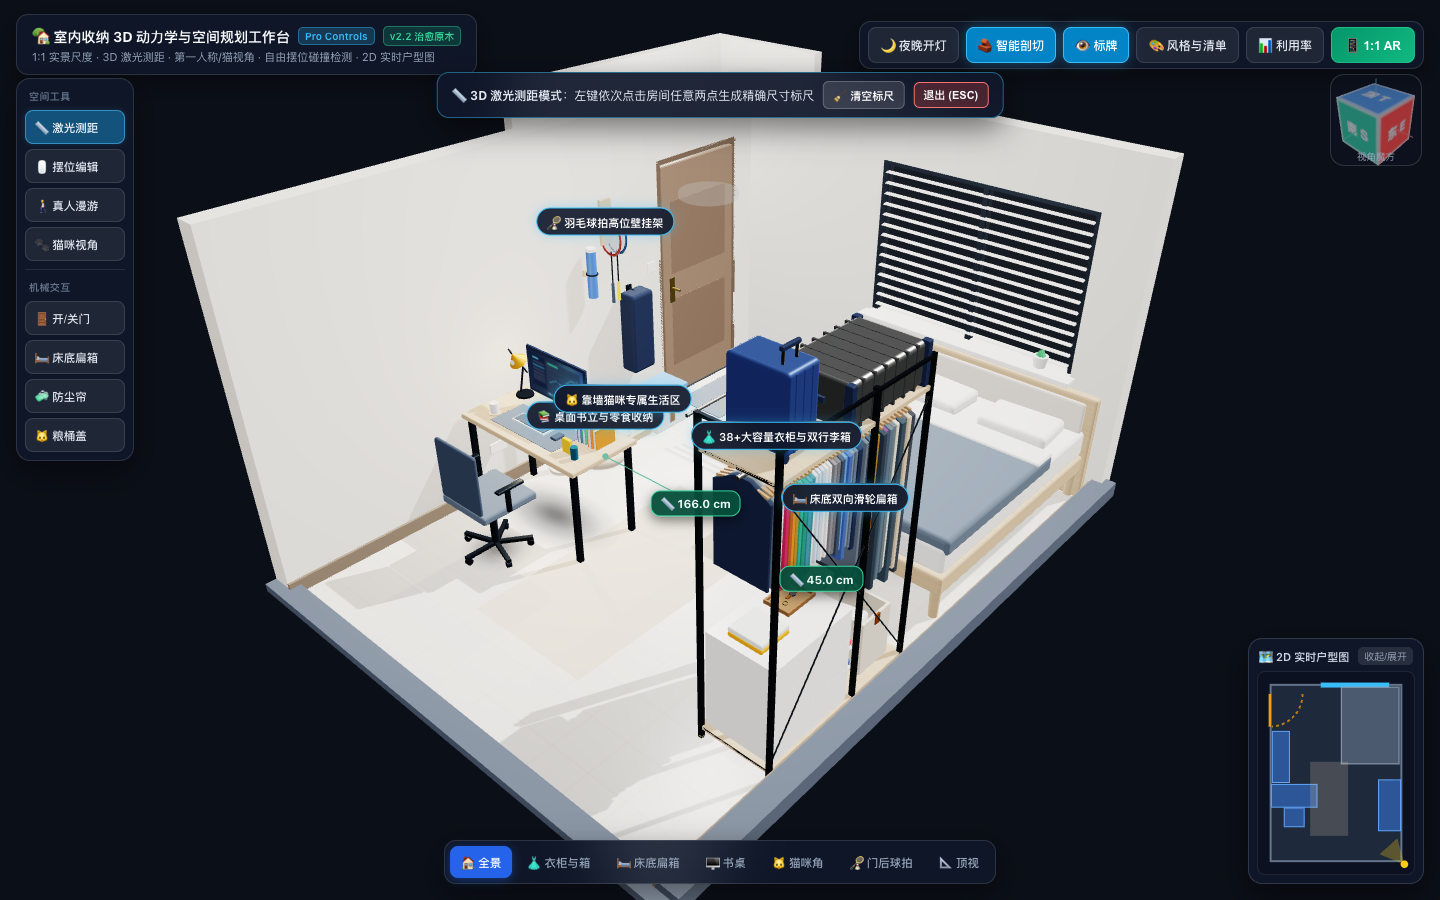 室内收纳 3D 动力学与空间规划工作台 Pro Controls v2.2 治愈原木
1:1 实景尺度 · 3D 激光测距 · 第一人称/猫视角 · 自由摆位碰撞检测 · 2D 实时户型图
夜晚开灯
智能剖切
标牌
风格与清单
利用率
1:1 AR
3D 激光测距模式：左键依次点击房间任意两点生成精确尺寸标尺
清空标尺
退出 (ESC)
空间工具
激光测距
摆位编辑
真人漫游
猫咪视角
机械交互
开/关门
床底扁箱
防尘帘
粮桶盖
视角魔方
羽毛球拍高位壁挂架
靠墙猫咪专属生活区
桌面书立与零食收纳
38+大容量衣柜与双行李箱
床底双向滑轮扁箱
166.0 cm
45.0 cm
2D 实时户型图
收起/展开
全景
衣柜与箱
床底扁箱
书桌
猫咪角
门后球拍
顶视